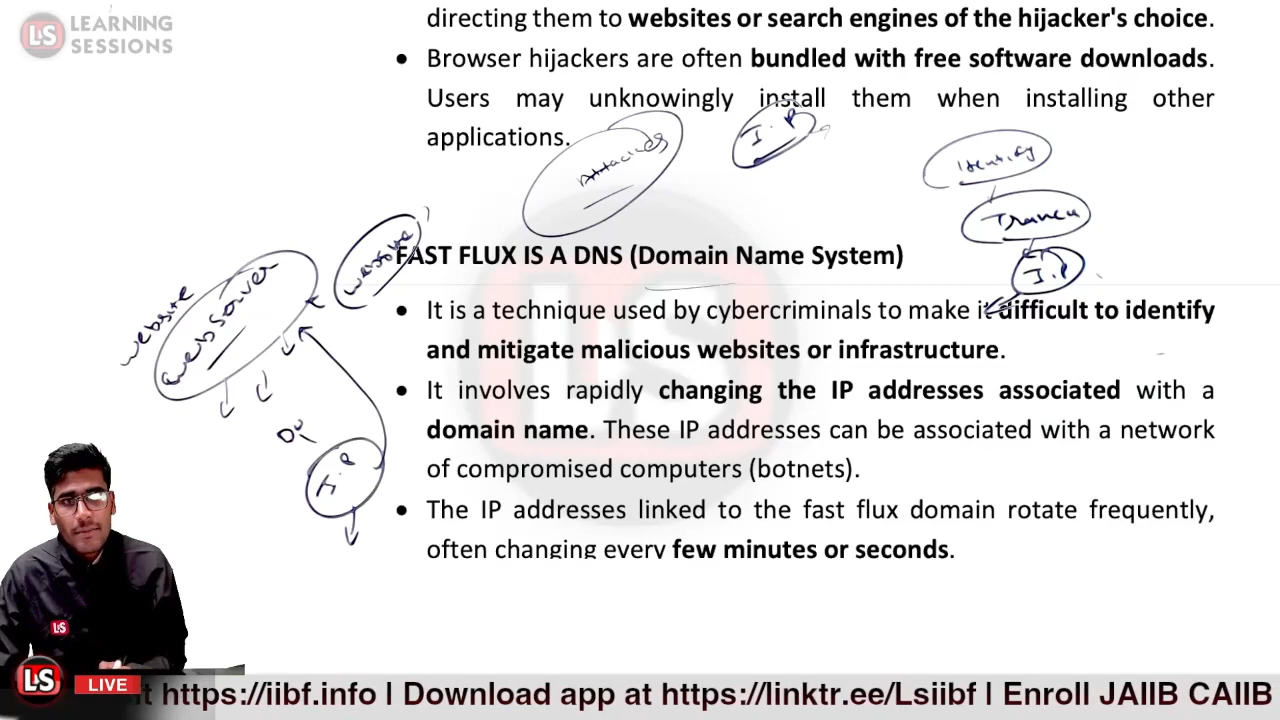 LS LEARNING
SESSIONS
directing them to websites or search engines of the hijacker's choice.
• Browser hijackers are often bundled with free software downloads.
Users may unknowingly install them when installing other
applications.
I.P
Identify
I.P
website
website
webserver
FAST FLUX IS A DNS (Domain Name System)
• It is a technique used by cybercriminals to make it difficult to identify
and mitigate malicious websites or infrastructure.
• It involves rapidly changing the IP addresses associated with a
domain name. These IP addresses can be associated with a network
of compromised computers (botnets).
I.P
• The IP addresses linked to the fast flux domain rotate frequently,
often changing every few minutes or seconds.
LS
LS LIVE
t https://iibf.info | Download app at https://linktr.ee/Lsiibf | Enroll JAIIB CAIIB